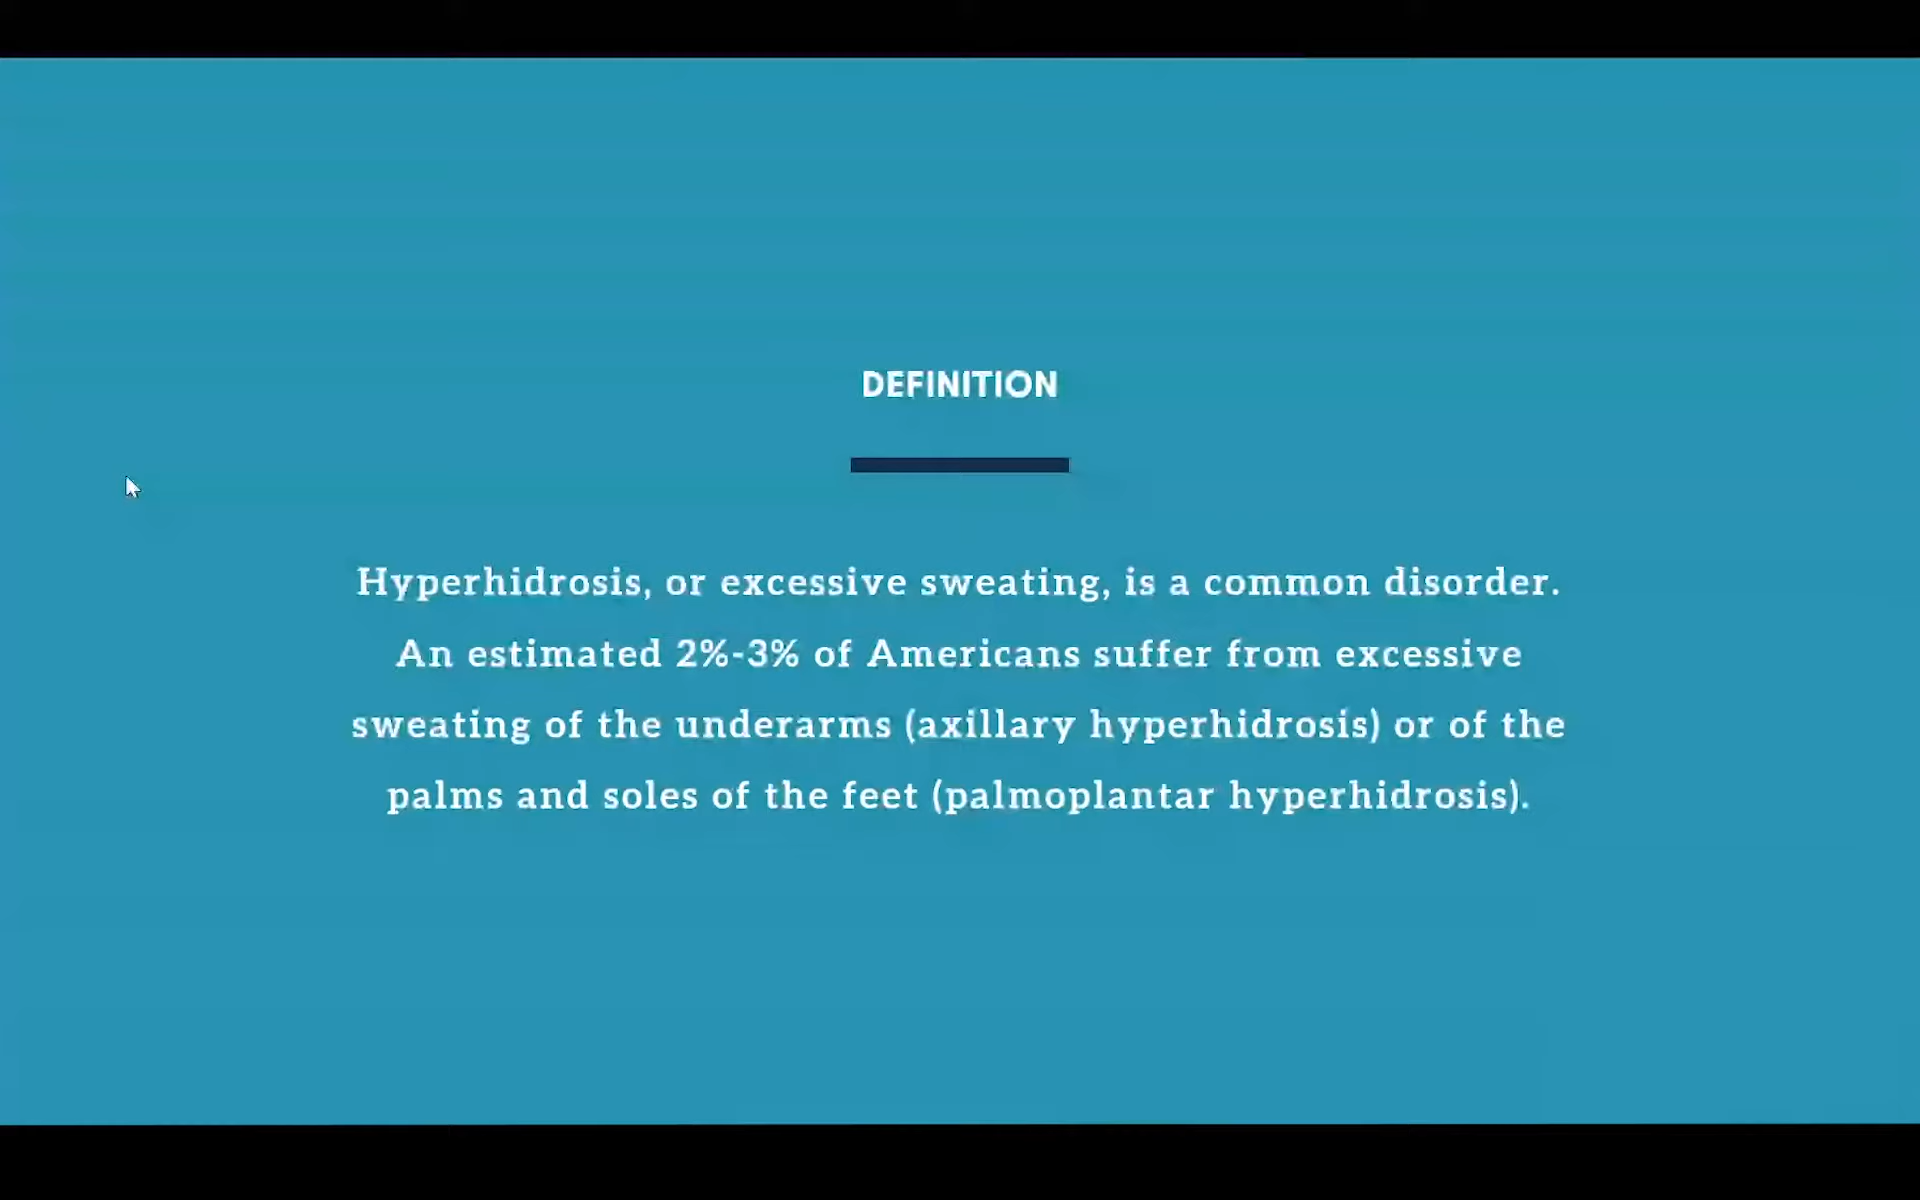 DEFINITION
Hyperhidrosis, or excessive sweating, is a common disorder.
An estimated 2%-3% of Americans suffer from excessive
sweating of the underarms (axillary hyperhidrosis) or of the
palms and soles of the feet (palmoplantar hyperhidrosis).